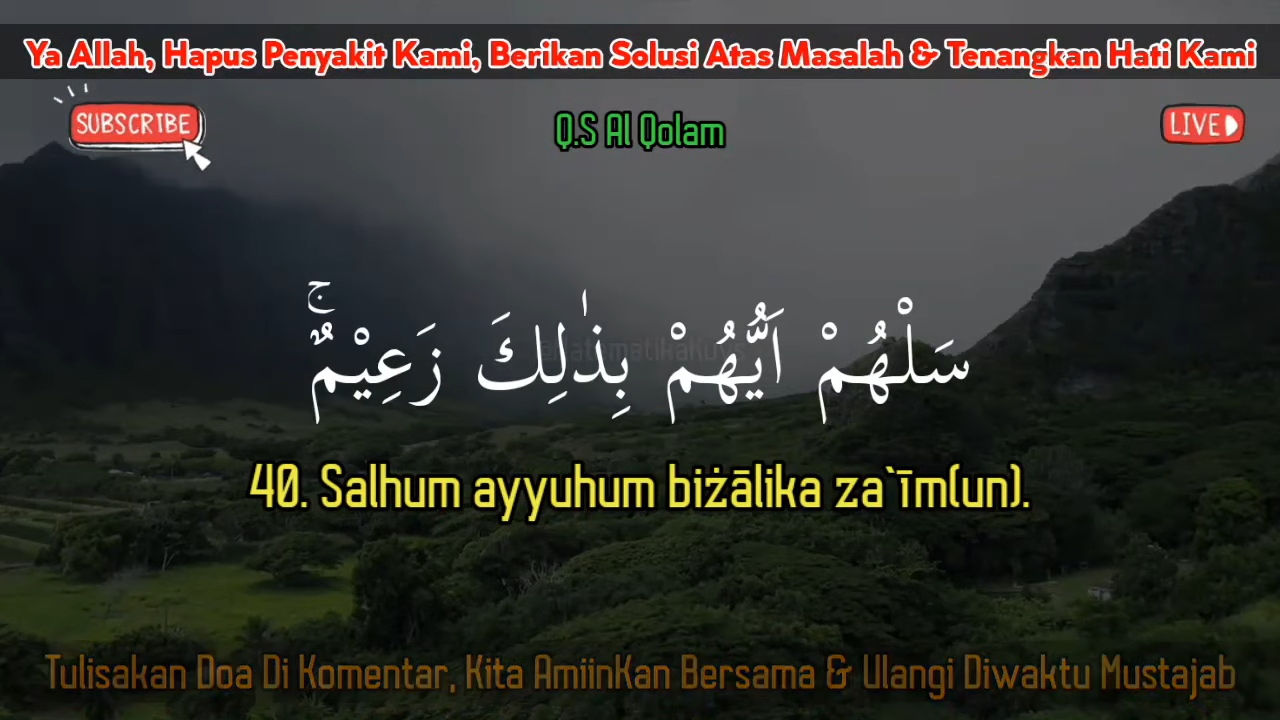 Ya Allah, Hapus Penyakit Kami, Berikan Solusi Atas Masalah & Tenangkan Hati Kami
SUBSCRIBE
Q.S Al Qolam
LIVE
سَلْهُمْ اَيُّهُمْ بِذٰلِكَ زَعِيْمٌۚ
40. Salhum ayyuhum biżālika za`īm(un).
Tulisakan Doa Di Komentar, Kita AmiinKan Bersama & Ulangi Diwaktu Mustajab